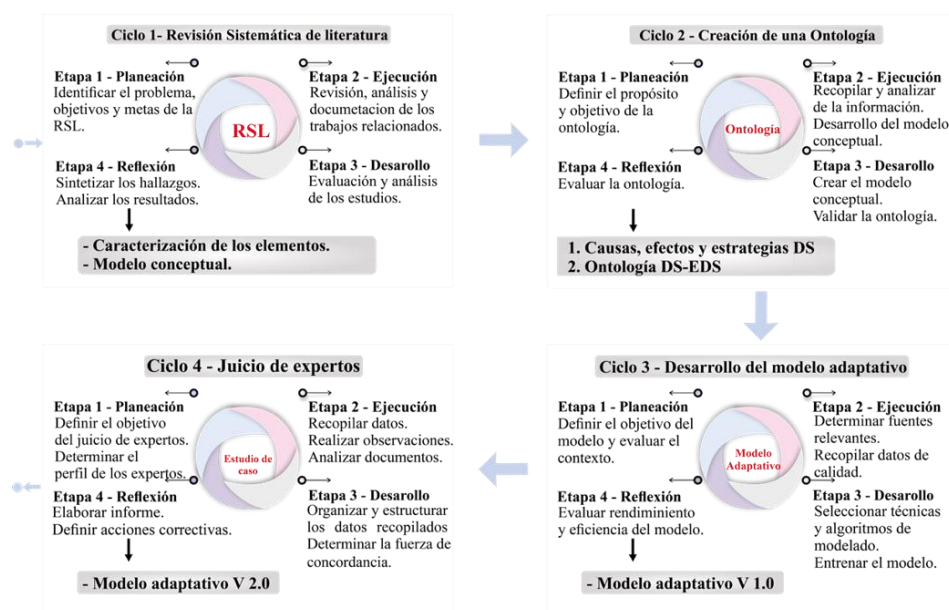 Ciclo 1- Revisión Sistemática de literatura
Etapa 1 - Planeación
Identificar el problema,
objetivos y metas de la
RSL.
Etapa 2 - Ejecución
Revisión, análisis y
documetacion de los
trabajos relacionados.
RSL
Etapa 4 - Reflexión
Sintetizar los hallazgos.
Analizar los resultados.
Etapa 3 - Desarollo
Evaluación y análisis
de los estudios.
- Caracterización de los elementos.
- Modelo conceptual.
Ciclo 2 - Creación de una Ontología
Etapa 1 - Planeación
Definir el propósito
y objetivo de la
ontología.
Etapa 2 - Ejecución
Recopilar y analizar
de la información.
Desarrollo del modelo
conceptual.
Ontología
Etapa 4 - Reflexión
Evaluar la ontología.
Etapa 3 - Desarollo
Crear el modelo
conceptual.
Validar la ontología.
1. Causas, efectos y estrategias DS
2. Ontología DS-EDS
Ciclo 4 - Juicio de expertos
Etapa 1 - Planeación
Definir el objetivo
del juicio de expertos.
Determinar el
perfil de los expertos.
Etapa 2 - Ejecución
Recopilar datos.
Realizar observaciones.
Analizar documentos.
Estudio de
caso
Etapa 4 - Reflexión
Elaborar informe.
Definir acciones correctivas.
Etapa 3 - Desarollo
Organizar y estructurar
los datos recopilados
Determinar la fuerza de
concordancia.
- Modelo adaptativo V 2.0
Ciclo 3 - Desarrollo del modelo adaptativo
Etapa 1 - Planeación
Definir el objetivo del
modelo y evaluar el
contexto.
Etapa 2 - Ejecución
Determinar fuentes
relevantes.
Recopilar datos de
calidad.
Modelo
Adaptativo
Etapa 4 - Reflexión
Evaluar rendimiento
y eficiencia del modelo.
Etapa 3 - Desarollo
Seleccionar técnicas
y algoritmos de
modelado.
Entrenar el modelo.
- Modelo adaptativo V 1.0